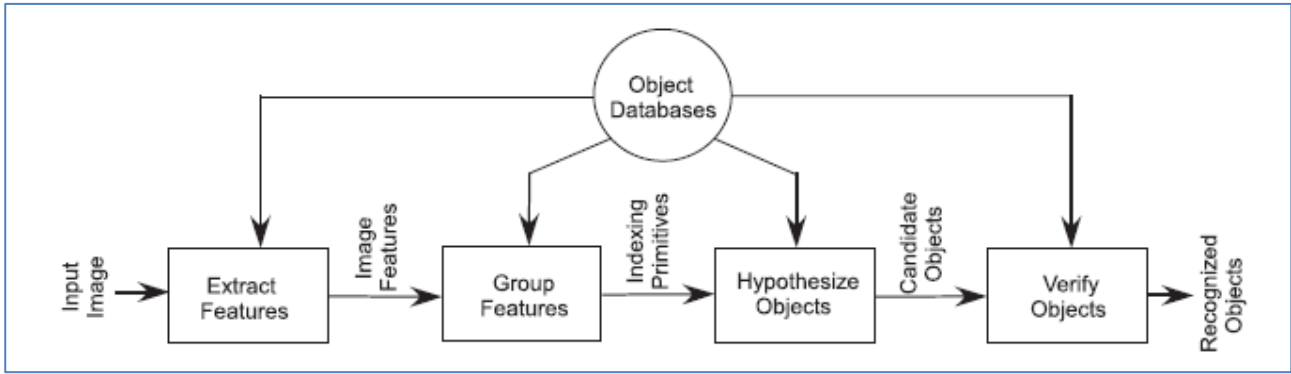 Object
Databases
Input
Image
Extract
Features
Image
Features
Group
Features
Indexing
Primitives
Hypothesize
Objects
Candidate
Objects
Verify
Objects
Recognized
Objects